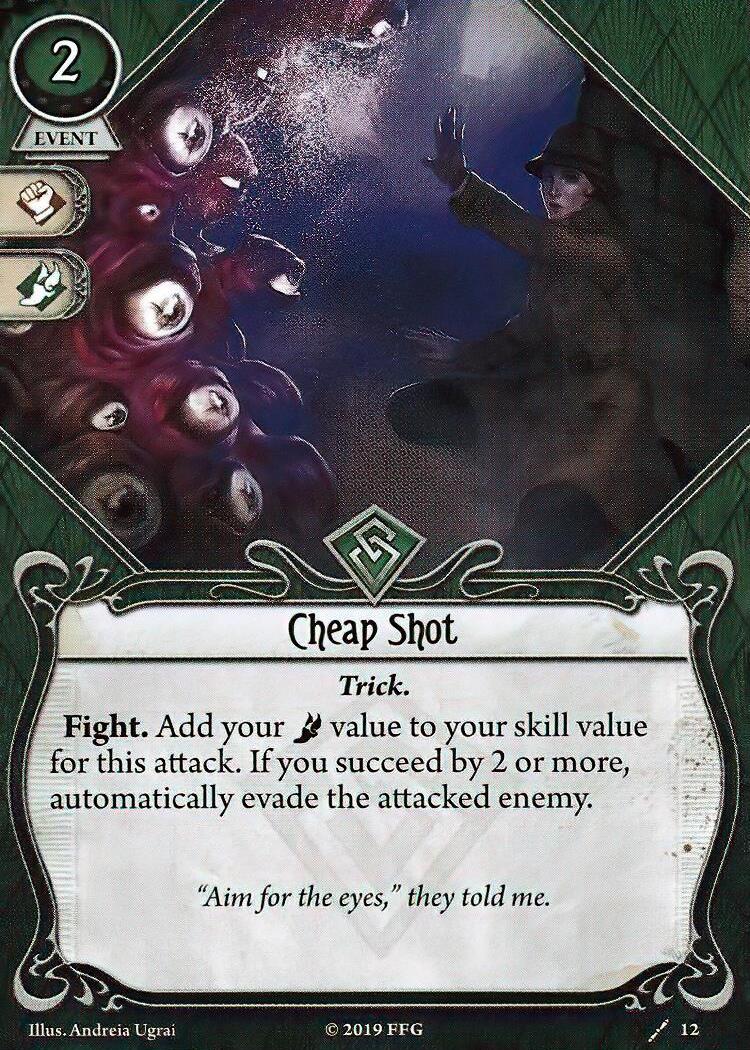 2
EVENT
Cheap Shot
Trick.
Fight. Add your value to your skill value
for this attack. If you succeed by 2 or more,
automatically evade the attacked enemy.
“Aim for the eyes,” they told me.
Illus. Andreia Ugrai
© 2019 FFG
12